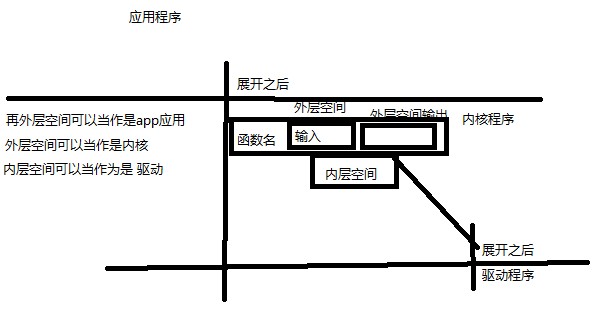 应用程序
展开之后
外层空间
外层空间输出
内核程序
再外层空间可以当作是app应用
外层空间可以当作是内核
内层空间可以当作为是 驱动
函数名
输入
内层空间
展开之后
驱动程序